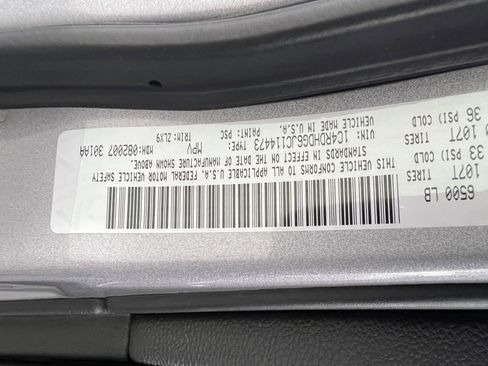 6500 LB
107T TIRES 33 PSI COLD
107T TIRES 36 PSI COLD
THIS VEHICLE CONFORMS TO ALL APPLICABLE U.S.A. FEDERAL MOTOR VEHICLE SAFETY
STANDARDS IN EFFECT ON THE DATE OF MANUFACTURE SHOWN ABOVE.
VIN: 1C4RDHDG6JC114473 TYPE: MPV MDH:082007 301AA
VEHICLE MADE IN U.S.A. PAINT: PSC TRIM:ZLX9